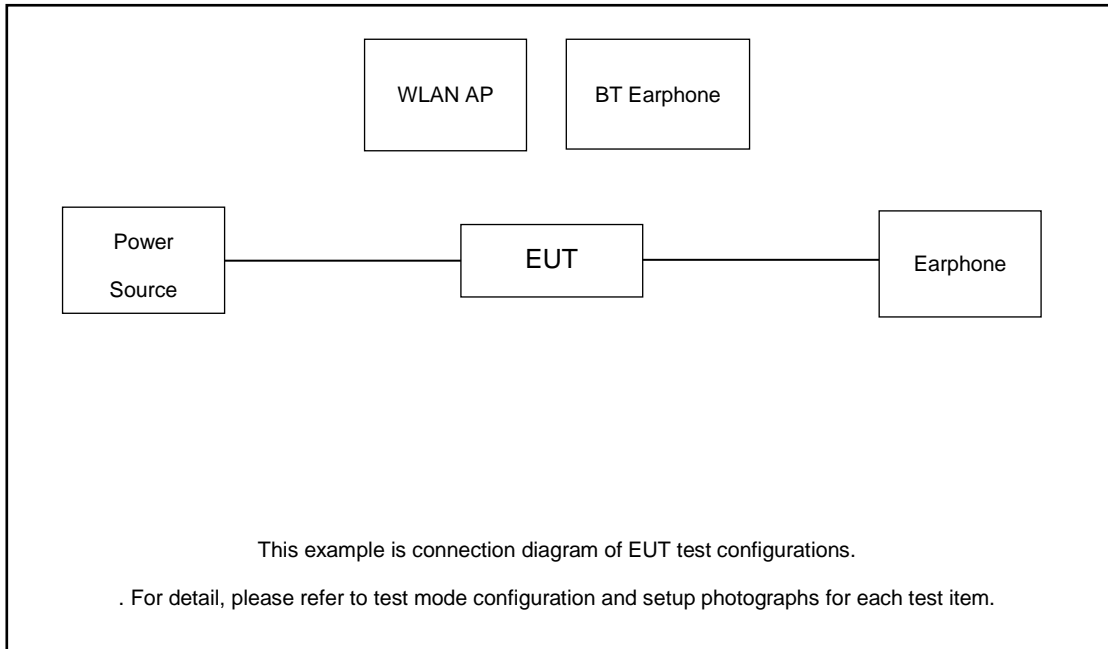 WLAN AP
BT Earphone
Power
Source
EUT
Earphone
This example is connection diagram of EUT test configurations.
. For detail, please refer to test mode configuration and setup photographs for each test item.